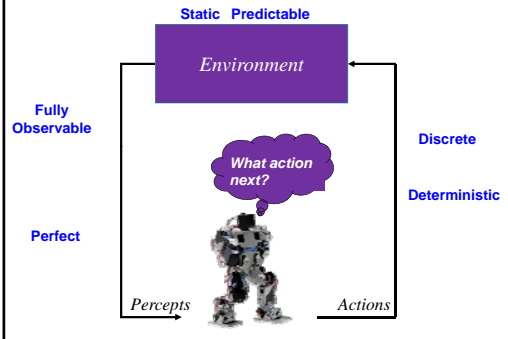 Static Predictable
Environment
Fully
Observable
Discrete
What action
next?
Deterministic
Perfect
Percepts
Actions